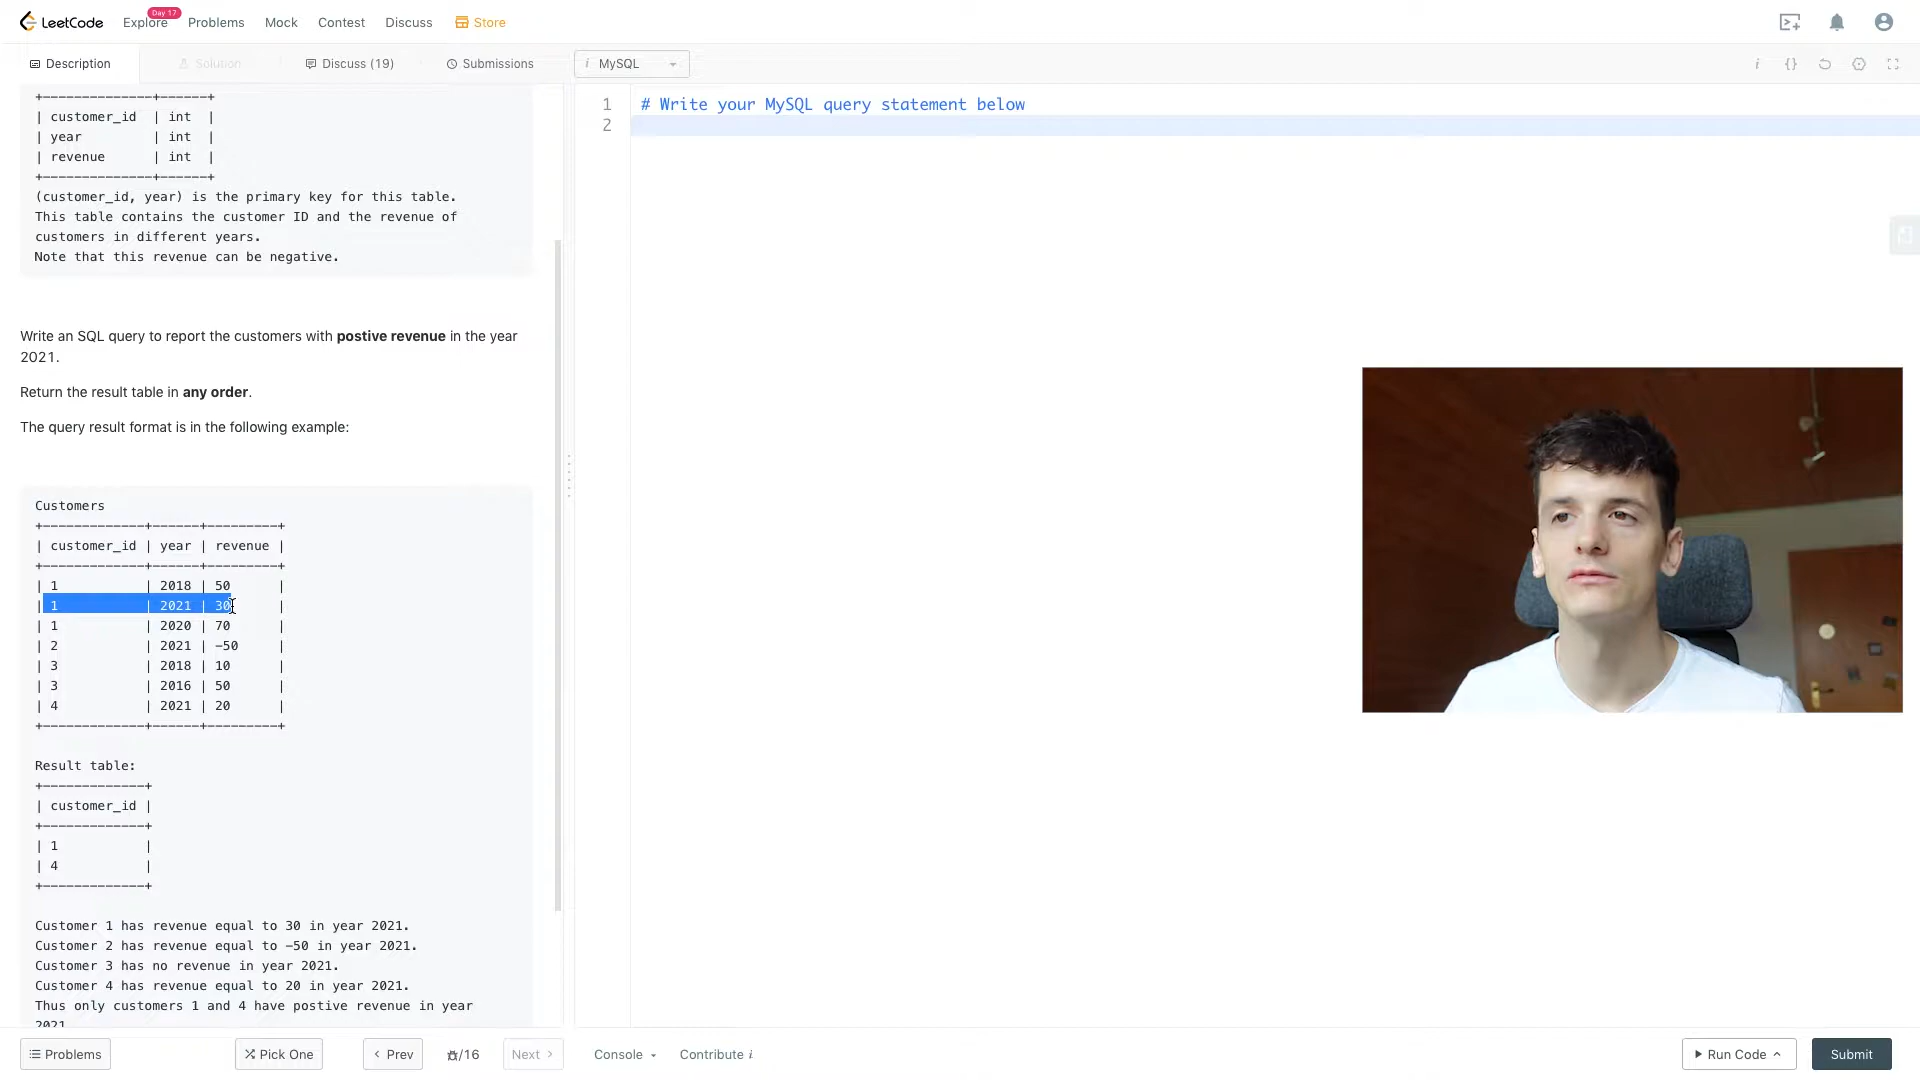 LeetCode
Explore
Day 17
Problems
Mock
Contest
Discuss
Store
Description
Solution
Discuss (19)
Submissions
i MySQL
i {}
+--------------+------+
| customer_id | int |
| year | int |
| revenue | int |
+--------------+------+
(customer_id, year) is the primary key for this table.
This table contains the customer ID and the revenue of
customers in different years.
Note that this revenue can be negative.
Write an SQL query to report the customers with postive revenue in the year
2021.
Return the result table in any order.
The query result format is in the following example:
Customers
+-------------+------+---------+
| customer_id | year | revenue |
+-------------+------+---------+
| 1 | 2018 | 50 |
| 1 | 2021 | 30 |
| 1 | 2020 | 70 |
| 2 | 2021 | -50 |
| 3 | 2018 | 10 |
| 3 | 2016 | 50 |
| 4 | 2021 | 20 |
+-------------+------+---------+
Result table:
+-------------+
| customer_id |
+-------------+
| 1 |
| 4 |
+-------------+
Customer 1 has revenue equal to 30 in year 2021.
Customer 2 has revenue equal to -50 in year 2021.
Customer 3 has no revenue in year 2021.
Customer 4 has revenue equal to 20 in year 2021.
Thus only customers 1 and 4 have postive revenue in year
2021
1 # Write your MySQL query statement below
2
Problems
Pick One
Prev
/16
Next
Console
Contribute i
Run Code
Submit